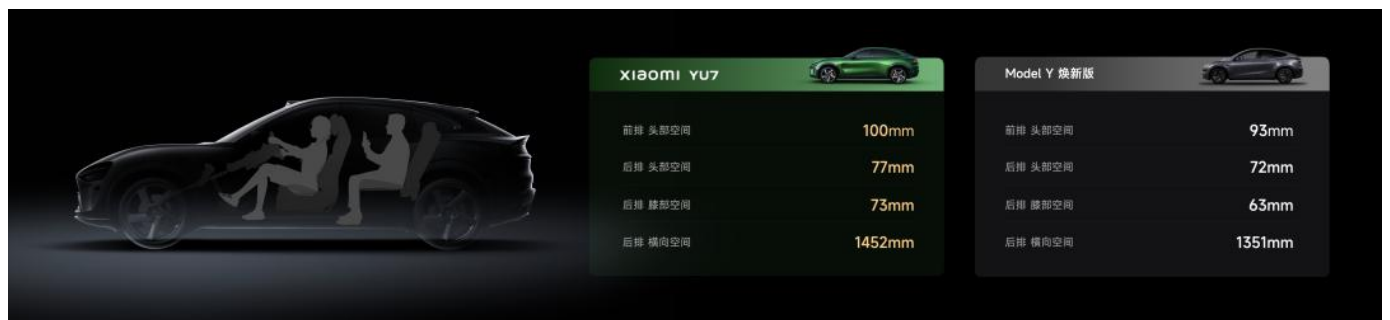 XIAOMI YU7
前排 头部空间 100mm
后排 头部空间 77mm
后排 膝部空间 73mm
后排 横向空间 1452mm
Model Y 焕新版
前排 头部空间 93mm
后排 头部空间 72mm
后排 膝部空间 63mm
后排 横向空间 1351mm